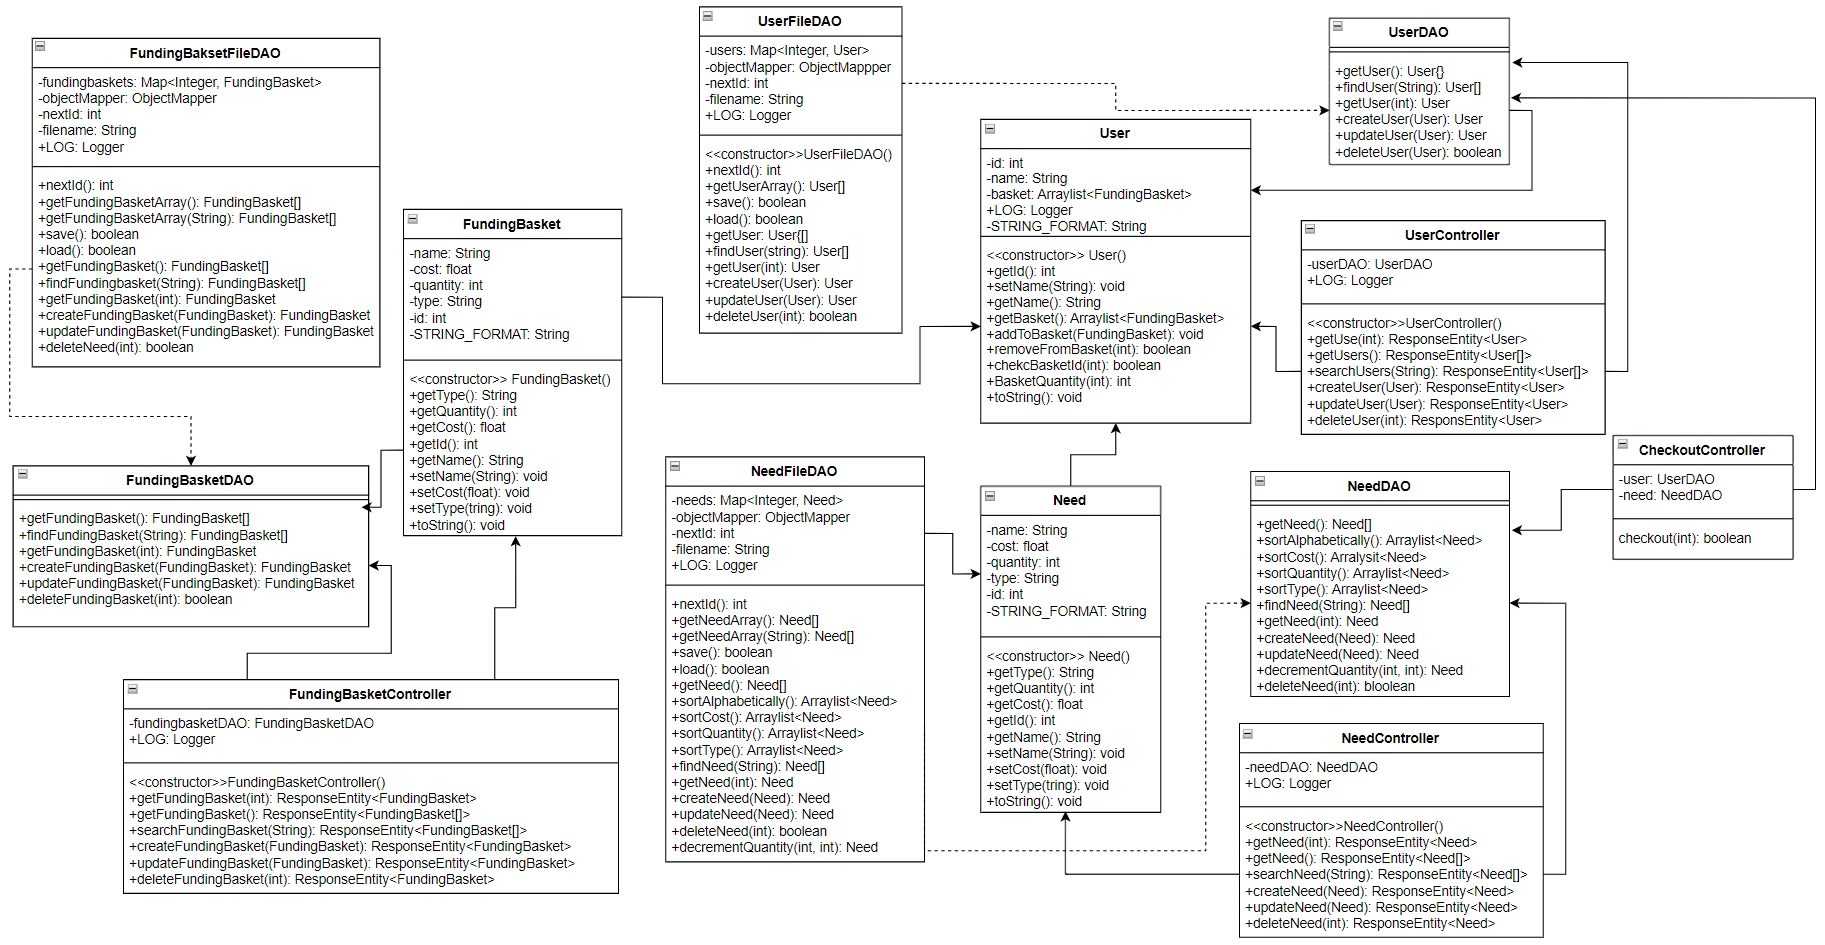 FundingBaksetFileDAO
-fundingbaskets: Map<Integer, FundingBasket>
-objectMapper: ObjectMapper
-nextId: int
-filename: String
+LOG: Logger
+nextId(): int
+getFundingBasketArray(): FundingBasket[]
+getFundingBasketArray(String): FundingBasket[]
+save(): boolean
+load(): boolean
+getFundingBasket(): FundingBasket[]
+findFundingbasket(String): FundingBasket[]
+getFundingBasket(int): FundingBasket
+createFundingBasket(FundingBasket): FundingBasket
+updateFundingBasket(FundingBasket): FundingBasket
+deleteNeed(int): boolean
FundingBasket
-name: String
-cost: float
-quantity: int
-type: String
-id: int
-STRING_FORMAT: String
<<constructor>> FundingBasket()
+getType(): String
+getQuantity(): int
+getCost(): float
+getId(): int
+getName(): String
+setName(String): void
+setCost(float): void
+setType(tring): void
+toString(): void
UserFileDAO
-users: Map<Integer, User>
-objectMapper: ObjectMappper
-nextId: int
-filename: String
+LOG: Logger
<<constructor>>UserFileDAO()
+nextId(): int
+getUserArray(): User[]
+save(): boolean
+load(): boolean
+getUser: User{[]
+findUser(string): User[]
+getUser(int): User
+createUser(User): User
+updateUser(User): User
+deleteUser(int): boolean
User
-id: int
-name: String
-basket: Arraylist<FundingBasket>
+LOG: Logger
-STRING_FORMAT: String
<<constructor>> User()
+getId(): int
+setName(String): void
+getName(): String
+getBasket(): Arraylist<FundingBasket>
+addToBasket(FundingBasket): void
+removeFromBasket(int): boolean
+chekcBasketId(int): boolean
+BasketQuantity(int): int
+toString(): void
UserDAO
+getUser(): User{}
+findUser(String): User[]
+getUser(int): User
+createUser(User): User
+updateUser(User): User
+deleteUser(User): boolean
UserController
-userDAO: UserDAO
+LOG: Logger
<<constructor>>UserController()
+getUse(int): ResponseEntity<User>
+getUsers(): ResponseEntity<User[]>
+searchUsers(String): ResponseEntity<User[]>
+createUser(User): ResponseEntity<User>
+updateUser(User): ResponseEntity<User>
+deleteUser(int): ResponsEntity<User>
CheckoutController
-user: UserDAO
-need: NeedDAO
checkout(int): boolean
FundingBasketDAO
+getFundingBasket(): FundingBasket[]
+findFundingBasket(String): FundingBasket[]
+getFundingBasket(int): FundingBasket
+createFundingBasket(FundingBasket): FundingBasket
+updateFundingBasket(FundingBasket): FundingBasket
+deleteFundingBasket(int): boolean
FundingBasketController
-fundingbasketDAO: FundingBasketDAO
+LOG: Logger
<<constructor>>FundingBasketController()
+getFundingBasket(int): ResponseEntity<FundingBasket>
+getFundingBasket(): ResponseEntity<FundingBasket[]>
+searchFundingBasket(String): ResponseEntity<FundingBasket[]>
+createFundingBasket(FundingBasket): ResponseEntity<FundingBasket>
+updateFundingBasket(FundingBasket): ResponseEntity<FundingBasket>
+deleteFundingBasket(int): ResponseEntity<FundingBasket>
NeedFileDAO
-needs: Map<Integer, Need>
-objectMapper: ObjectMapper
-nextId: int
-filename: String
+LOG: Logger
+nextId(): int
+getNeedArray(): Need[]
+getNeedArray(String): Need[]
+save(): boolean
+load(): boolean
+getNeed(): Need[]
+sortAlphabetically(): Arraylist<Need>
+sortCost(): Arraylist<Need>
+sortQuantity(): Arraylist<Need>
+sortType(): Arraylist<Need>
+findNeed(String): Need[]
+getNeed(int): Need
+createNeed(Need): Need
+updateNeed(Need): Need
+deleteNeed(int): boolean
+decrementQuantity(int, int): Need
Need
-name: String
-cost: float
-quantity: int
-type: String
-id: int
-STRING_FORMAT: String
<<constructor>> Need()
+getType(): String
+getQuantity(): int
+getCost(): float
+getId(): int
+getName(): String
+setName(String): void
+setCost(float): void
+setType(tring): void
+toString(): void
NeedDAO
+getNeed(): Need[]
+sortAlphabetically(): Arraylist<Need>
+sortCost(): Arralysit<Need>
+sortQuantity(): Arraylist<Need>
+sortType(): Arraylist<Need>
+findNeed(String): Need[]
+getNeed(int): Need
+createNeed(Need): Need
+updateNeed(Need): Need
+decrementQuantity(int, int): Need
+deleteNeed(int): bloolean
NeedController
-needDAO: NeedDAO
+LOG: Logger
<<constructor>>NeedController()
+getNeed(int): ResponseEntity<Need>
+getNeed(): ResponseEntity<Need[]>
+searchNeed(String): ResponseEntity<Need[]>
+createNeed(Need): ResponseEntity<Need>
+updateNeed(Need): ResponseEntity<Need>
+deleteNeed(int): ResponseEntity<Need>